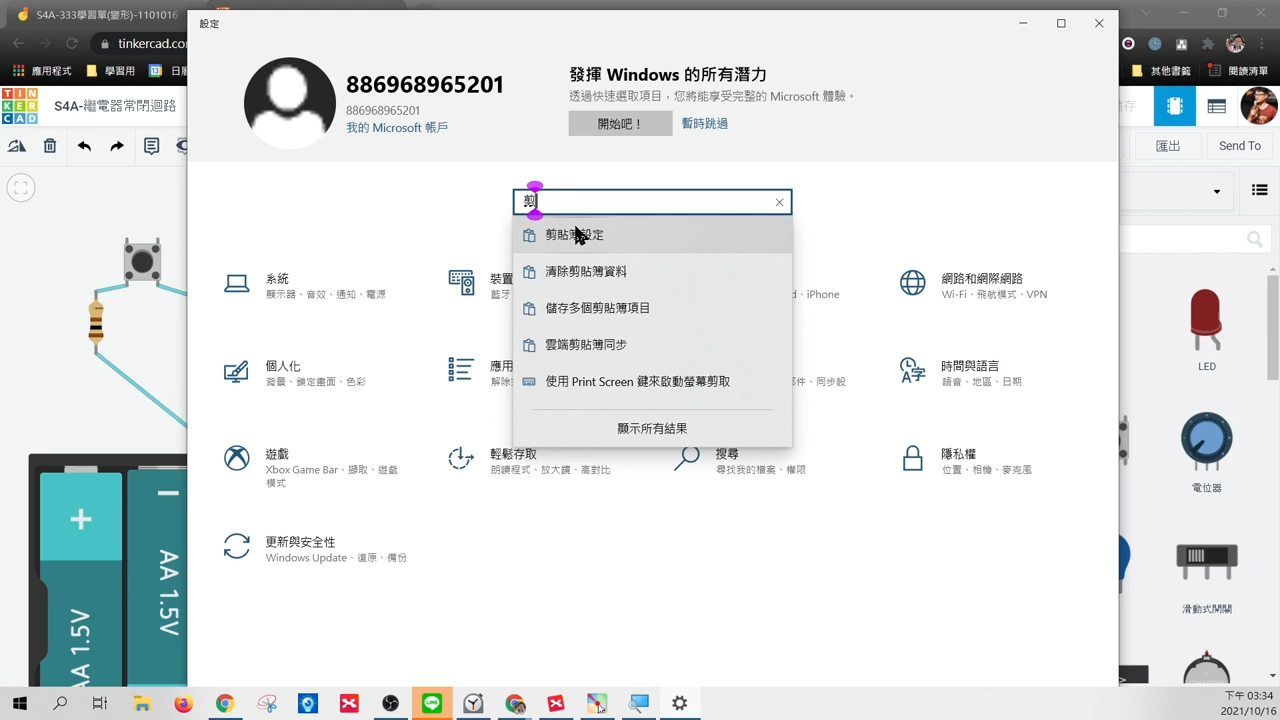 S4A-333學習單(變形)-1101016
設定
tinkercad.co
應用程式
學習用
其他書籤
閱讀清單
TIN
KER
CAD
S4A-繼電器常閉迴路
886968965201
886968965201
我的 Microsoft 帳戶
發揮 Windows 的所有潛力
透過快速選取項目，您將能享受完整的 Microsoft 體驗。
開始吧！
暫時跳過
匯出
Send To
剪
剪貼簿設定
清除剪貼簿資料
儲存多個剪貼簿項目
雲端剪貼簿同步
使用 Print Screen 鍵來啟動螢幕剪取
顯示所有結果
系統
顯示器、音效、通知、電源
裝置
藍牙
、iPhone
網路和網際網路
Wi-Fi、飛航模式、VPN
個人化
背景、鎖定畫面、色彩
應用
解除
件、同步設
時間與語言
語音、地區、日期
遊戲
Xbox Game Bar、擷取、遊戲
模式
輕鬆存取
朗讀程式、放大鏡、高對比
搜尋
尋找我的檔案、權限
隱私權
位置、相機、麥克風
更新與安全性
Windows Update、復原、備份
LED
電位器
滑動式開關
AA 1.5V
AA 1.5V
LINE
下午 03:34
2021/10/16